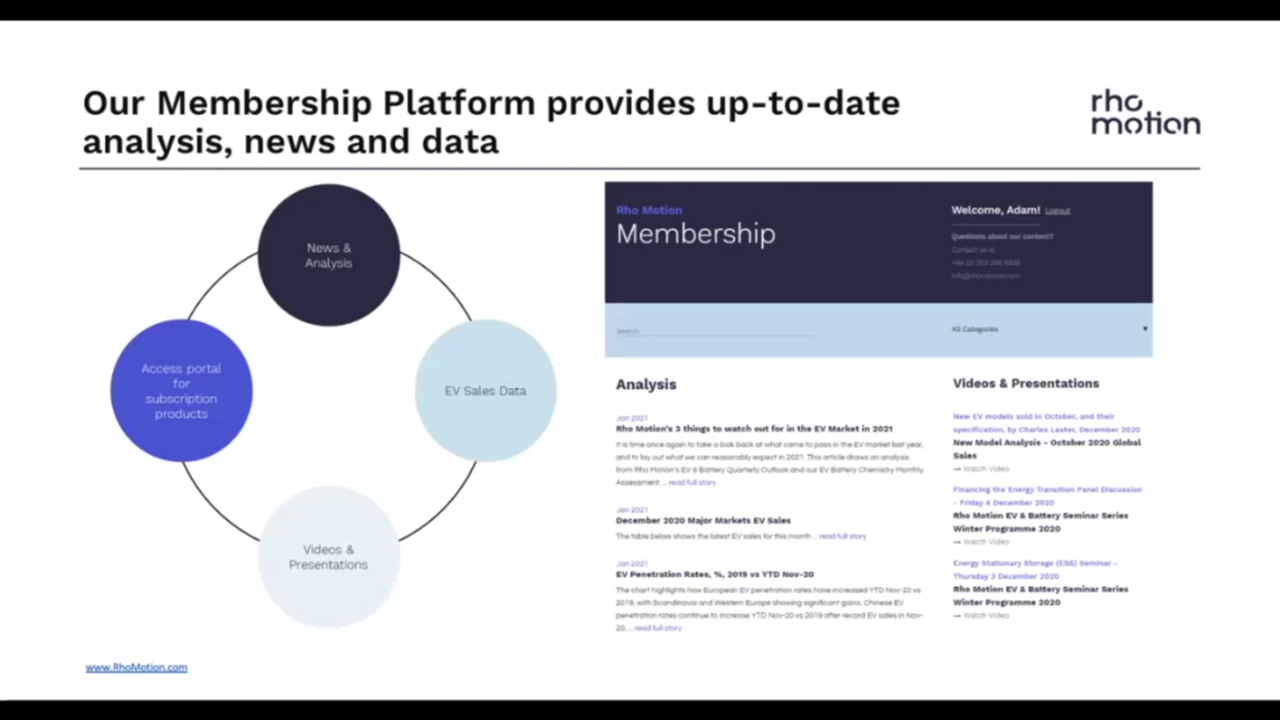 Our Membership Platform provides up-to-date
analysis, news and data
rho
motion
News &
Analysis
Access portal
for
subscription
products
EV Sales Data
Videos &
Presentations
www.RhoMotion.com
Rho Motion
Membership
Welcome, Adam! Logout
Questions about our content?
Contact us at
info@rhomotion.com
Search
All Categories
Analysis
Jan 2021
Rho Motion's 3 things to watch out for in the EV Market in 2021
It is time once again to take a look back at what came to pass in the EV market last year,
and to lay out what we can reasonably expect in 2021. This article draws on analysis
from Rho Motion's EV & Battery Quarterly Outlook and our EV Battery Chemistry Monthly
Assessment ... read full story
Jan 2021
December 2020 Major Markets EV Sales
The table below shows the latest EV sales for this month ... read full story
Jan 2021
EV Penetration Rates, %, 2019 vs YTD Nov-20
The chart highlights how European EV penetration rates have increased YTD Nov-20 vs
2019, with Scandinavia and Western Europe showing significant gains. Chinese EV
penetration rates continue to increase YTD Nov-20 vs 2019 after record EV sales in Nov-
20.... read full story
Videos & Presentations
New EV models sold in October, and their
specification, by Charles Lester, December 2020
New Model Analysis - October 2020 Global
Sales
→ Watch Video
Financing the Energy Transition Panel Discussion
- Friday 4 December 2020
Rho Motion EV & Battery Seminar Series
Winter Programme 2020
→ Watch Video
Energy Stationary Storage (ESS) Seminar -
Thursday 3 December 2020
Rho Motion EV & Battery Seminar Series
Winter Programme 2020
→ Watch Video